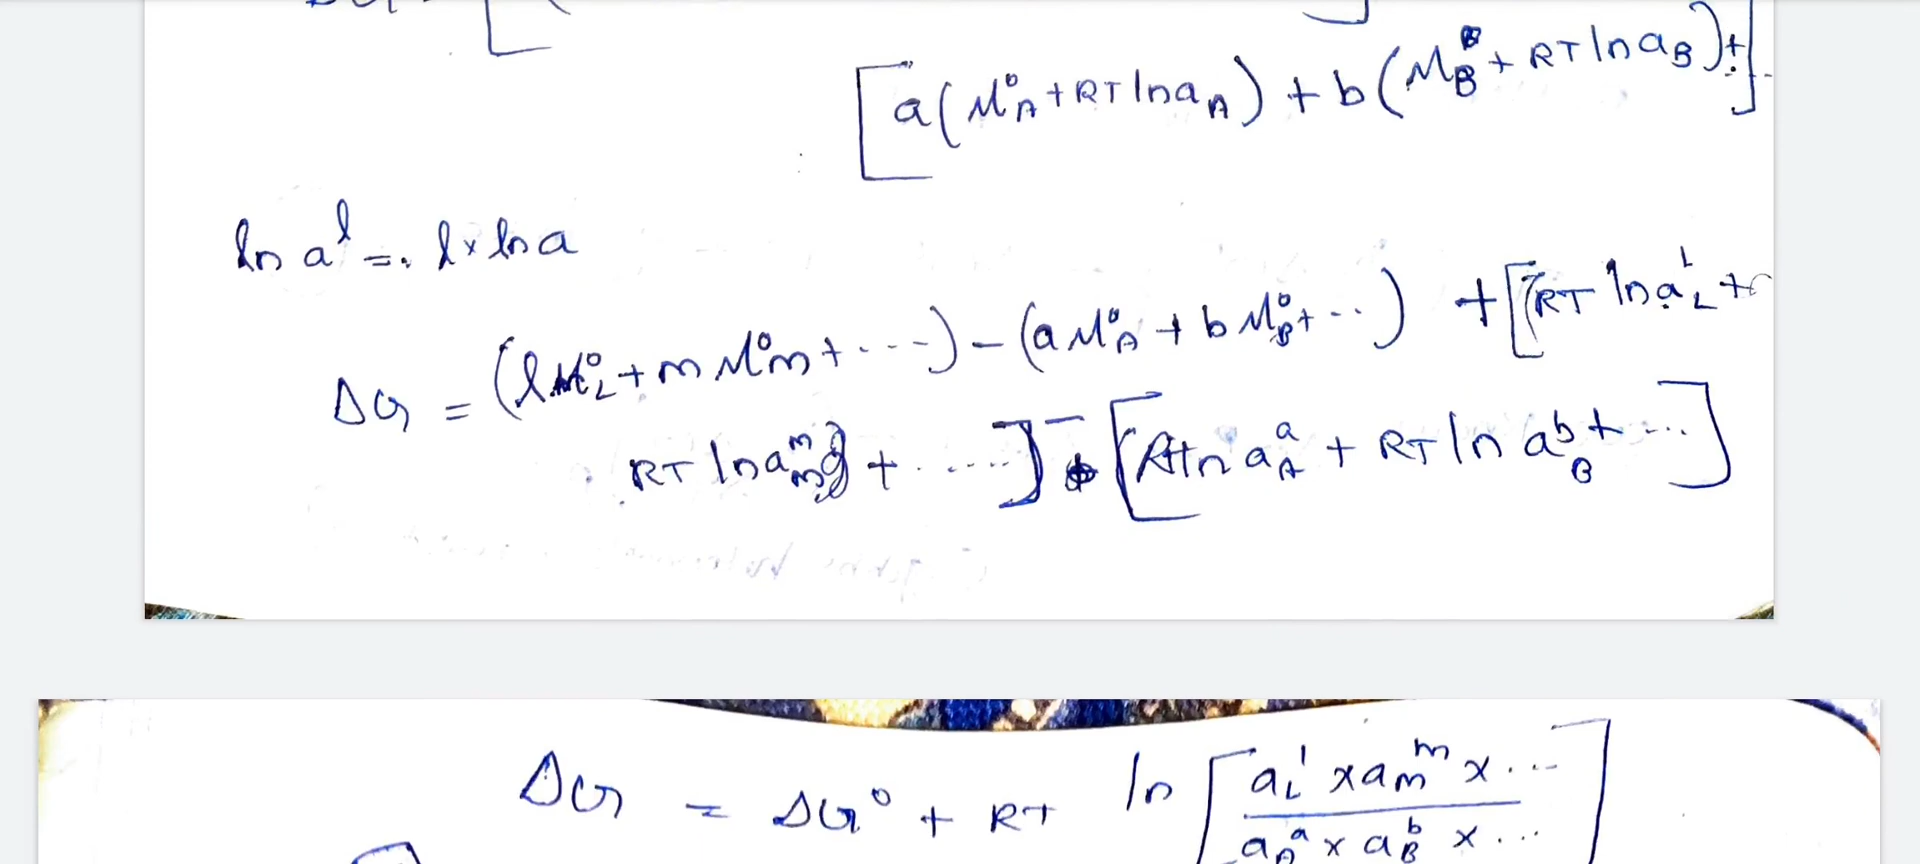 [a(M°A + RT ln aA) + b(M°B + RT ln aB) + ]
ln a^l = l x ln a
ΔG = (lM°L + m M°m + ----) - (a M°A + b M°B + ...) + [(RT ln a^l_L +
RT ln a^m_m) + .....] - [RT ln a^a_A + RT ln a^b_B + ...]
ΔG = ΔG° + RT ln [ a^l_L x a^m_m x ...
a^a_A x a^b_B x ... ]